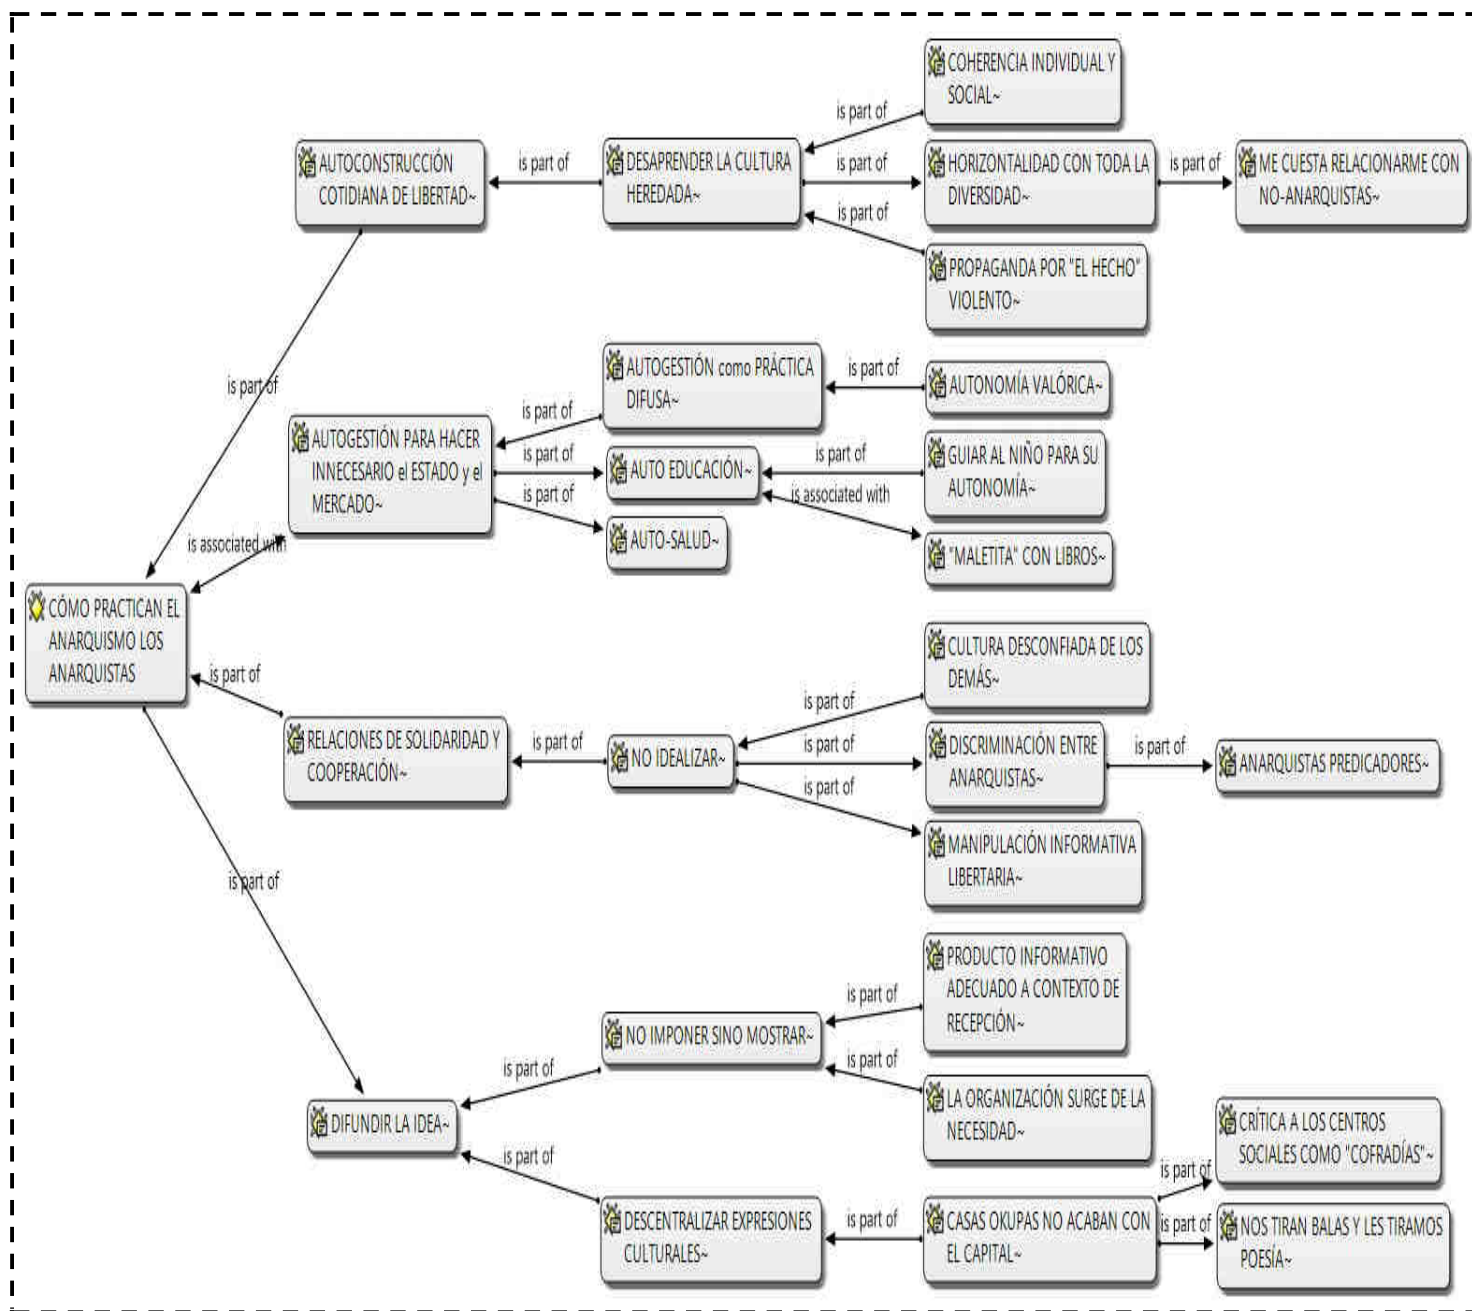 COHERENCIA INDIVIDUAL Y
SOCIAL~
is part of
AUTOCONSTRUCCIÓN
COTIDIANA DE LIBERTAD~
is part of
DESAPRENDER LA CULTURA
HEREDADA~
is part of
HORIZONTALIDAD CON TODA LA
DIVERSIDAD~
is part of
ME CUESTA RELACIONARME CON
NO-ANARQUISTAS~
is part of
PROPAGANDA POR "EL HECHO"
VIOLENTO~
is part of
AUTOGESTIÓN como PRÁCTICA
DIFUSA~
is part of
AUTONOMÍA VALÓRICA~
is part of
AUTOGESTIÓN PARA HACER
INNECESARIO el ESTADO y el
MERCADO~
is part of
AUTO EDUCACIÓN~
is part of
GUIAR AL NIÑO PARA SU
AUTONOMÍA~
is part of
AUTO-SALUD~
is associated with
"MALETITA" CON LIBROS~
is associated with
CÓMO PRACTICAN EL
ANARQUISMO LOS
ANARQUISTAS
is part of
RELACIONES DE SOLIDARIDAD Y
COOPERACIÓN~
is part of
NO IDEALIZAR~
is part of
CULTURA DESCONFIADA DE LOS
DEMÁS~
is part of
DISCRIMINACIÓN ENTRE
ANARQUISTAS~
is part of
ANARQUISTAS PREDICADORES~
is part of
MANIPULACIÓN INFORMATIVA
LIBERTARIA~
is part of
DIFUNDIR LA IDEA~
is part of
NO IMPONER SINO MOSTRAR~
is part of
PRODUCTO INFORMATIVO
ADECUADO A CONTEXTO DE
RECEPCIÓN~
is part of
LA ORGANIZACIÓN SURGE DE LA
NECESIDAD~
is part of
DESCENTRALIZAR EXPRESIONES
CULTURALES~
is part of
CASAS OKUPAS NO ACABAN CON
EL CAPITAL~
is part of
CRÍTICA A LOS CENTROS
SOCIALES COMO "COFRADÍAS"~
is part of
NOS TIRAN BALAS Y LES TIRAMOS
POESÍA~